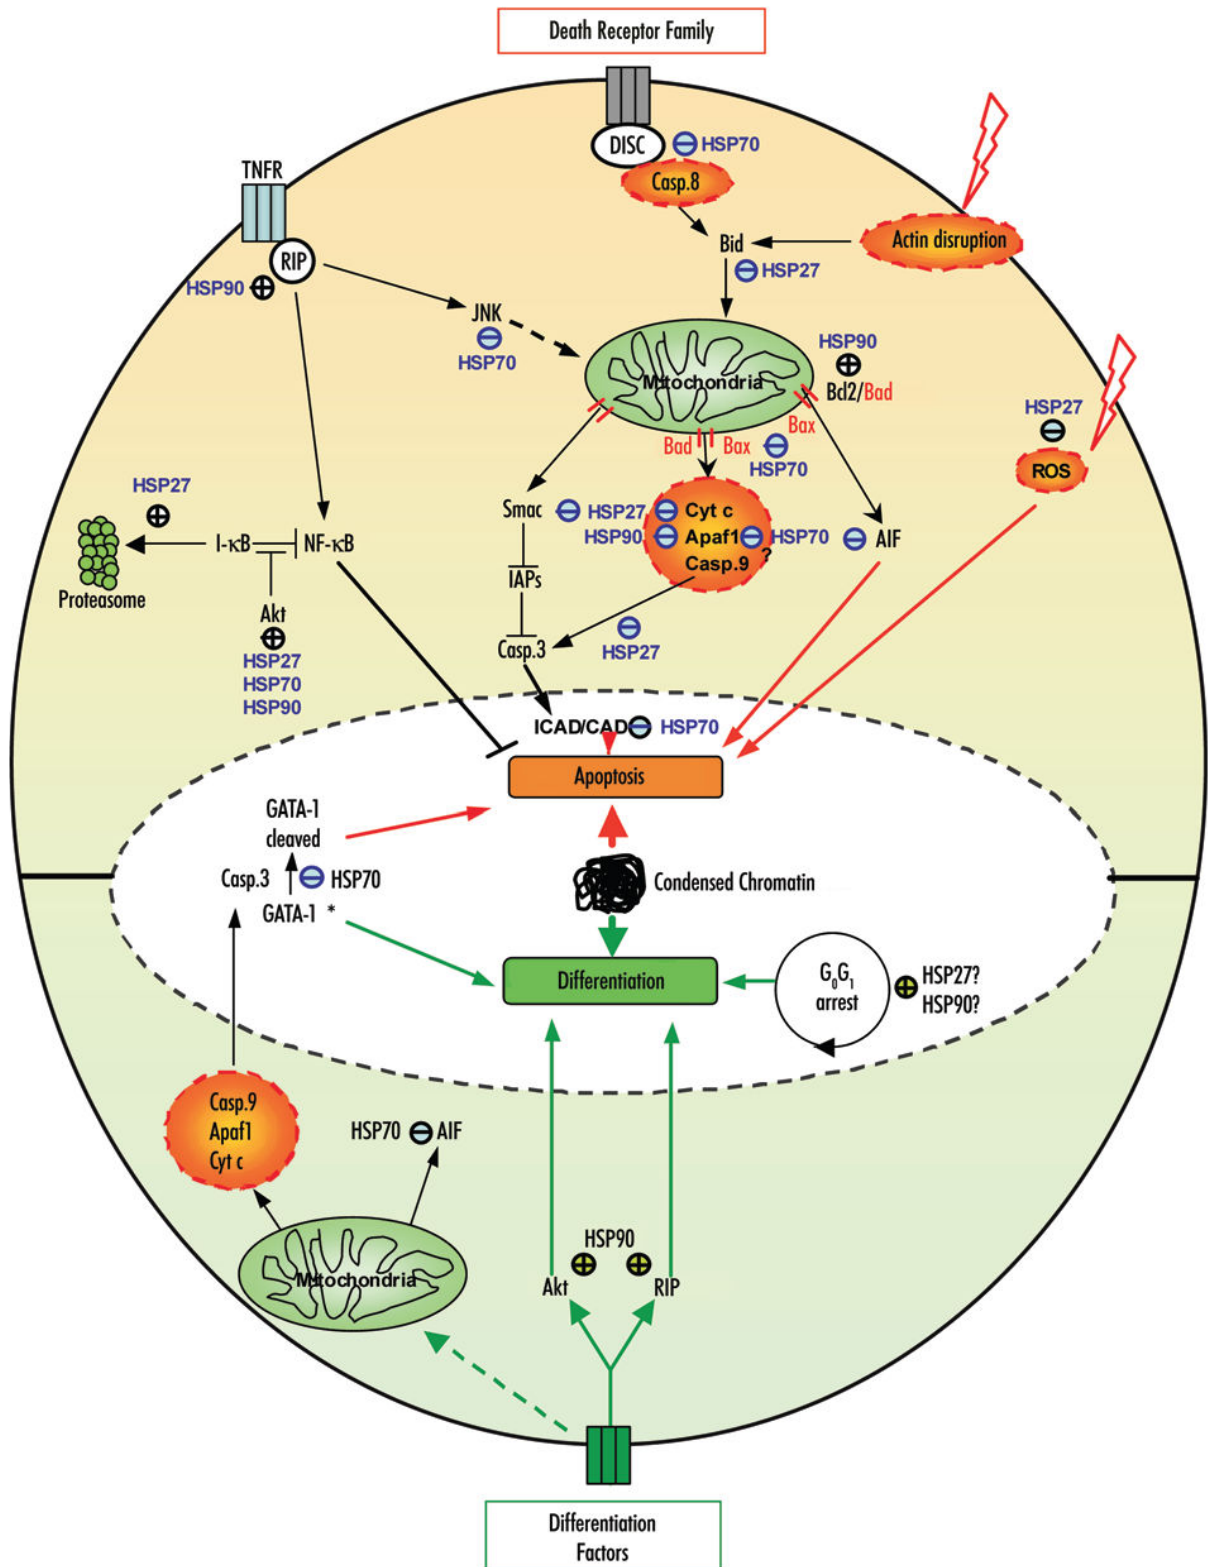 Death Receptor Family
DISC
HSP70
Casp.8
TNFR
RIP
HSP90
Actin disruption
Bid
HSP27
JNK
HSP70
Mitochondria
HSP90
Bcl2/Bad
Bax
Bad
Bax
HSP70
HSP27
ROS
HSP27
Proteasome
I-κB
NF-κB
Akt
HSP27
HSP70
HSP90
Smac
HSP27
Cyt c
HSP90
Apaf1
HSP70
AIF
Casp.9
?
IAPs
Casp.3
HSP27
ICAD/CAD
HSP70
Apoptosis
GATA-1
cleaved
Casp.3
HSP70
GATA-1 *
Condensed Chromatin
Differentiation
G0G1
arrest
HSP27?
HSP90?
Casp.9
Apaf1
Cyt c
HSP70
AIF
Mitochondria
HSP90
Akt
RIP
Differentiation
Factors